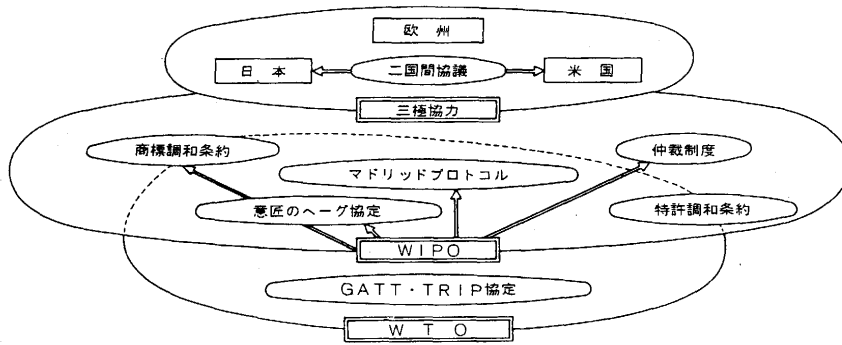 欧州
日本
二国間協議
米国
三極協力
商標調和条約
仲裁制度
マドリッドプロトコル
意匠のヘーグ協定
特許調和条約
WIPO
GATT・TRIP協定
WTO